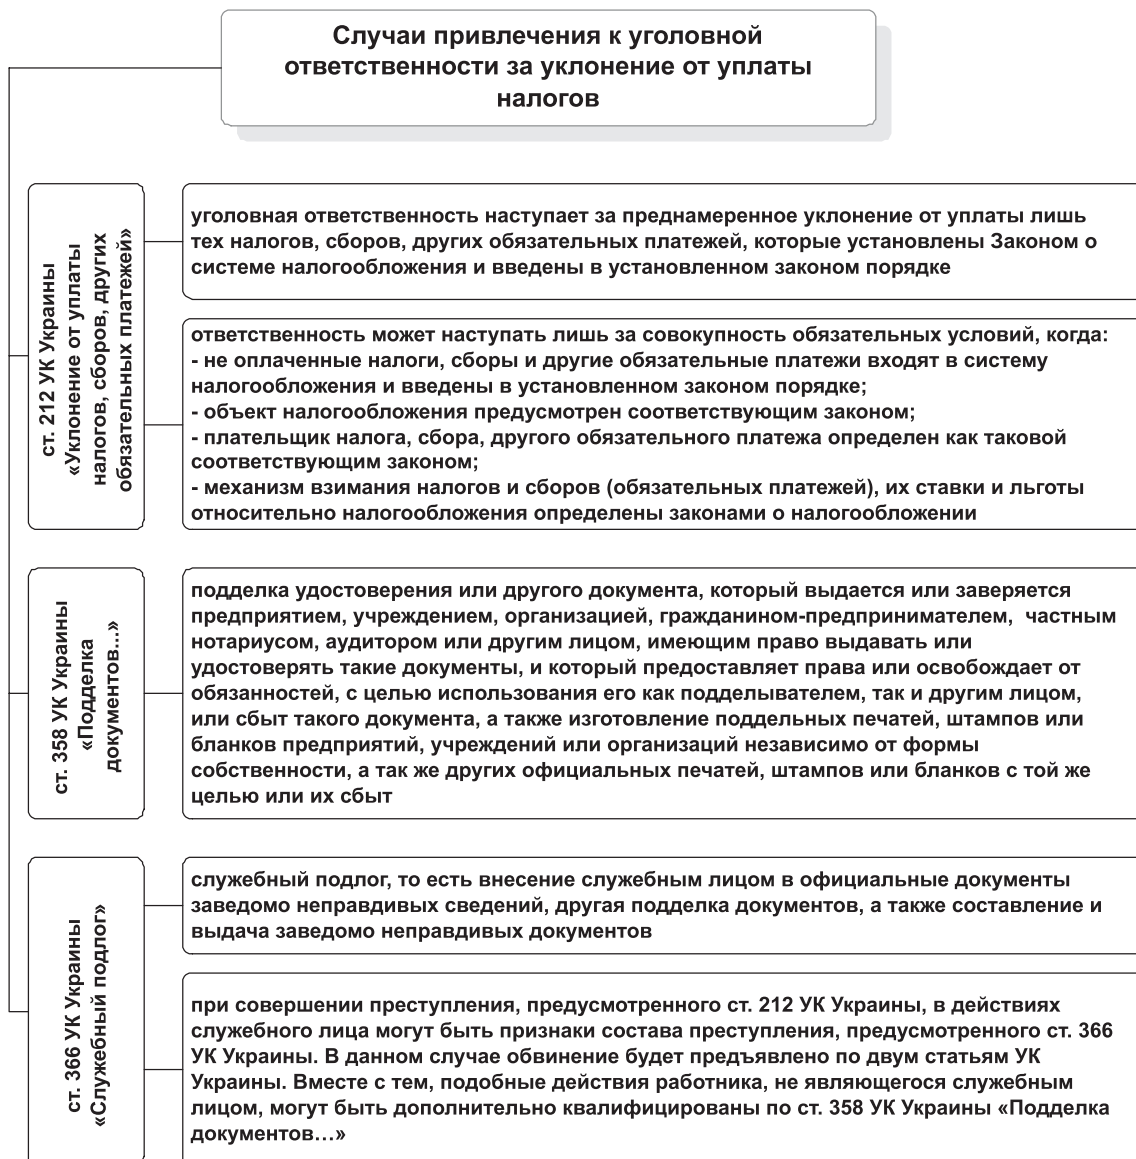 Случаи привлечения к уголовной
ответственности за уклонение от уплаты
налогов
ст. 212 УК Украины
«Уклонение от уплаты
налогов, сборов, других
обязательных платежей»
уголовная ответственность наступает за преднамеренное уклонение от уплаты лишь
тех налогов, сборов, других обязательных платежей, которые установлены Законом о
системе налогообложения и введены в установленном законом порядке
ответственность может наступать лишь за совокупность обязательных условий, когда:
- не оплаченные налоги, сборы и другие обязательные платежи входят в систему
налогообложения и введены в установленном законом порядке;
- объект налогообложения предусмотрен соответствующим законом;
- плательщик налога, сбора, другого обязательного платежа определен как таковой
соответствующим законом;
- механизм взимания налогов и сборов (обязательных платежей), их ставки и льготы
относительно налогообложения определены законами о налогообложении
ст. 358 УК Украины
«Подделка
документов...»
подделка удостоверения или другого документа, который выдается или заверяется
предприятием, учреждением, организацией, гражданином-предпринимателем, частным
нотариусом, аудитором или другим лицом, имеющим право выдавать или
удостоверять такие документы, и который предоставляет права или освобождает от
обязанностей, с целью использования его как подделывателем, так и другим лицом,
или сбыт такого документа, а также изготовление поддельных печатей, штампов или
бланков предприятий, учреждений или организаций независимо от формы
собственности, а так же других официальных печатей, штампов или бланков с той же
целью или их сбыт
ст. 366 УК Украины
«Служебный подлог»
служебный подлог, то есть внесение служебным лицом в официальные документы
заведомо неправдивых сведений, другая подделка документов, а также составление и
выдача заведомо неправдивых документов
при совершении преступления, предусмотренного ст. 212 УК Украины, в действиях
служебного лица могут быть признаки состава преступления, предусмотренного ст. 366
УК Украины. В данном случае обвинение будет предъявлено по двум статьям УК
Украины. Вместе с тем, подобные действия работника, не являющегося служебным
лицом, могут быть дополнительно квалифицированы по ст. 358 УК Украины «Подделка
документов…»